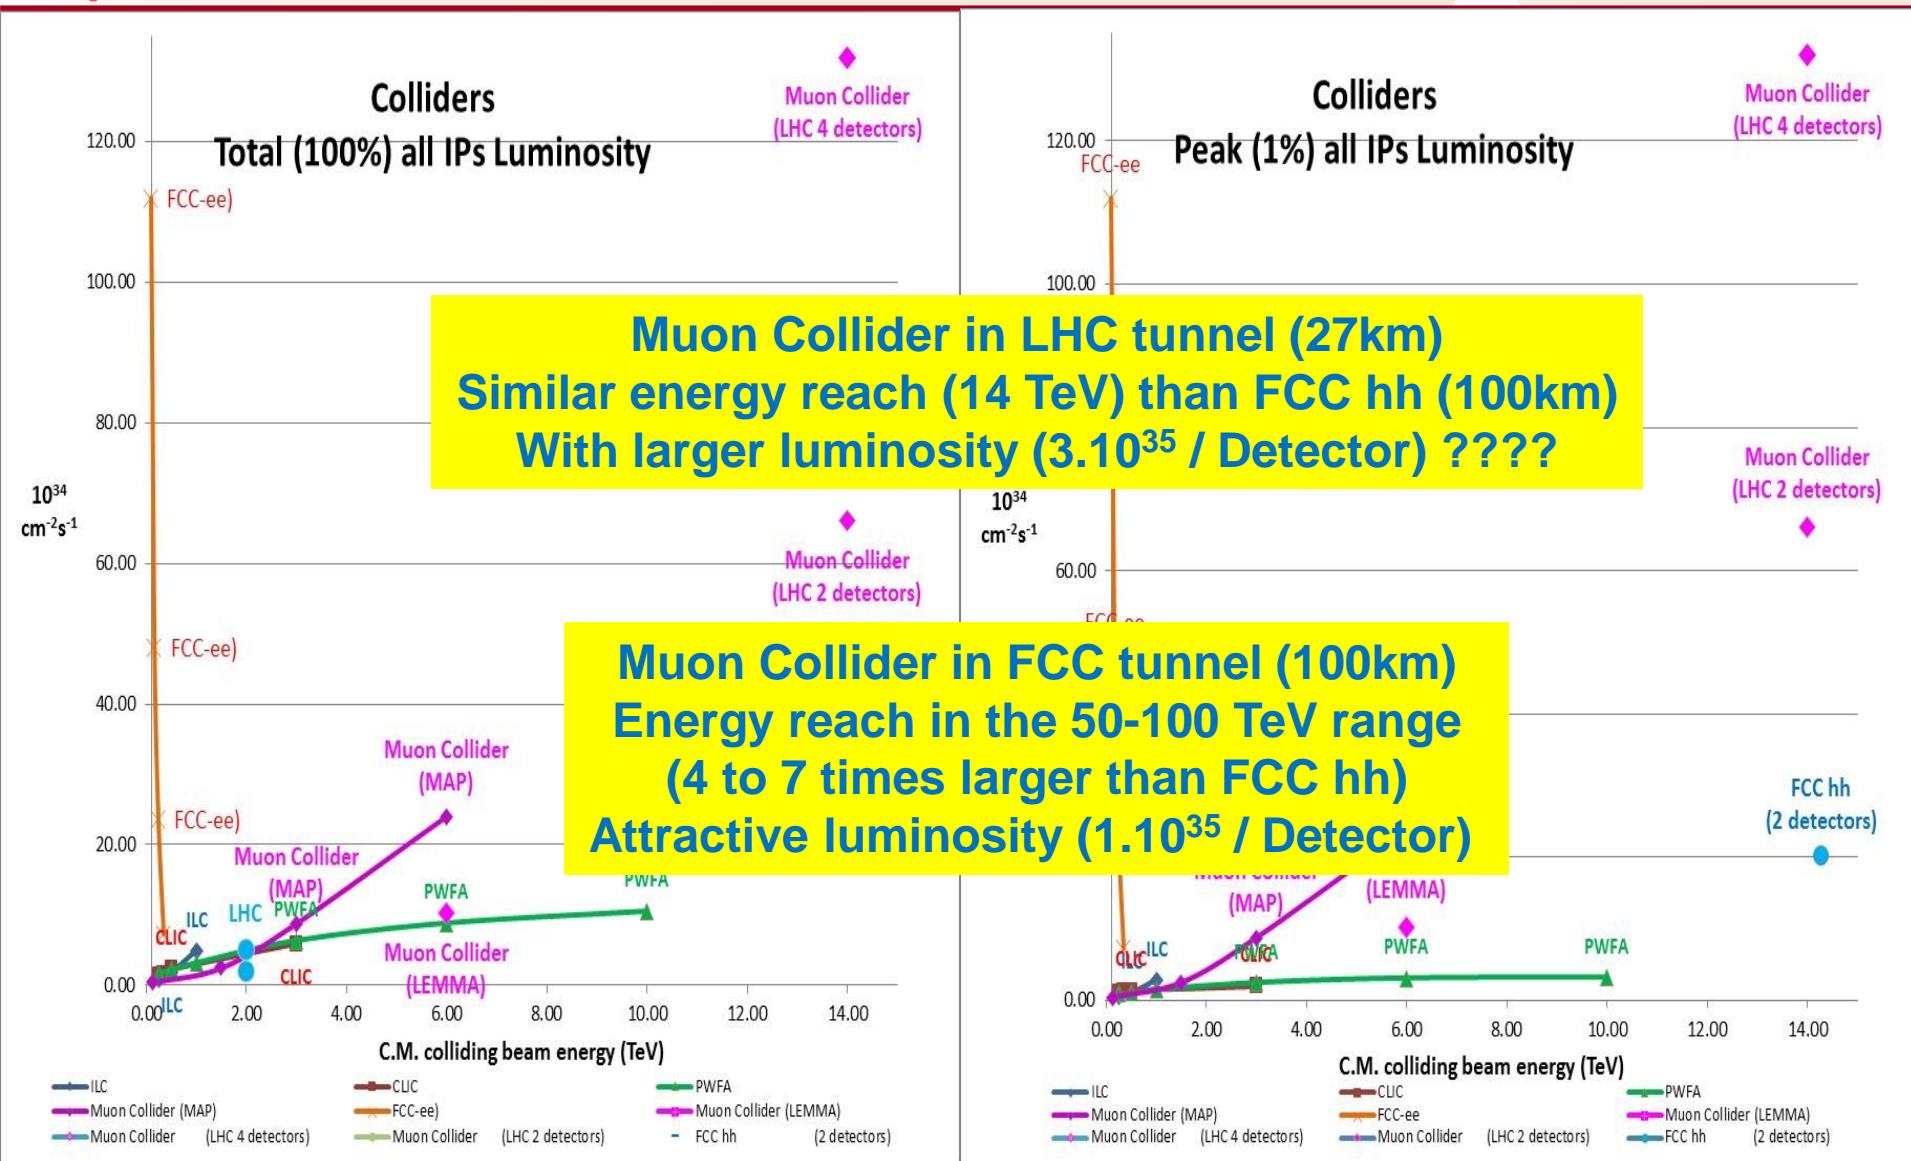 Colliders
Total (100%) all IPs Luminosity
120.00
100.00
80.00
60.00
40.00
20.00
0.00
10³⁴
cm⁻²s⁻¹
Muon Collider
(LHC 4 detectors)
FCC-ee)
Muon Collider
(LHC 2 detectors)
FCC-ee)
Muon Collider
(MAP)
FCC-ee)
Muon Collider
(MAP)
PWFA
PWFA
ILC
LHC
PWFA
CLIC
Muon Collider
(LEMMA)
CLIC
ILC
0.00
2.00
4.00
6.00
8.00
10.00
12.00
14.00
C.M. colliding beam energy (TeV)
ILC
CLIC
PWFA
Muon Collider (MAP)
FCC-ee)
Muon Collider (LEMMA)
Muon Collider (LHC 4 detectors)
Muon Collider (LHC 2 detectors)
FCC hh (2 detectors)
Muon Collider in LHC tunnel (27km)
Similar energy reach (14 TeV) than FCC hh (100km)
With larger luminosity (3.10³⁵ / Detector) ????
Muon Collider in FCC tunnel (100km)
Energy reach in the 50-100 TeV range
(4 to 7 times larger than FCC hh)
Attractive luminosity (1.10³⁵ / Detector)
Colliders
Peak (1%) all IPs Luminosity
120.00
100.00
60.00
0.00
10³⁴
cm⁻²s⁻¹
Muon Collider
(LHC 4 detectors)
FCC-ee
Muon Collider
(LHC 2 detectors)
FCC-ee
FCC hh
(2 detectors)
Muon Collider
(MAP)
(LEMMA)
PWFA
PWFA
PWFA
CLIC
CLIC
ILC
ILC
0.00
2.00
4.00
6.00
8.00
10.00
12.00
14.00
C.M. colliding beam energy (TeV)
ILC
CLIC
PWFA
Muon Collider (MAP)
FCC-ee
Muon Collider (LEMMA)
Muon Collider (LHC 4 detectors)
Muon Collider (LHC 2 detectors)
FCC hh (2 detectors)